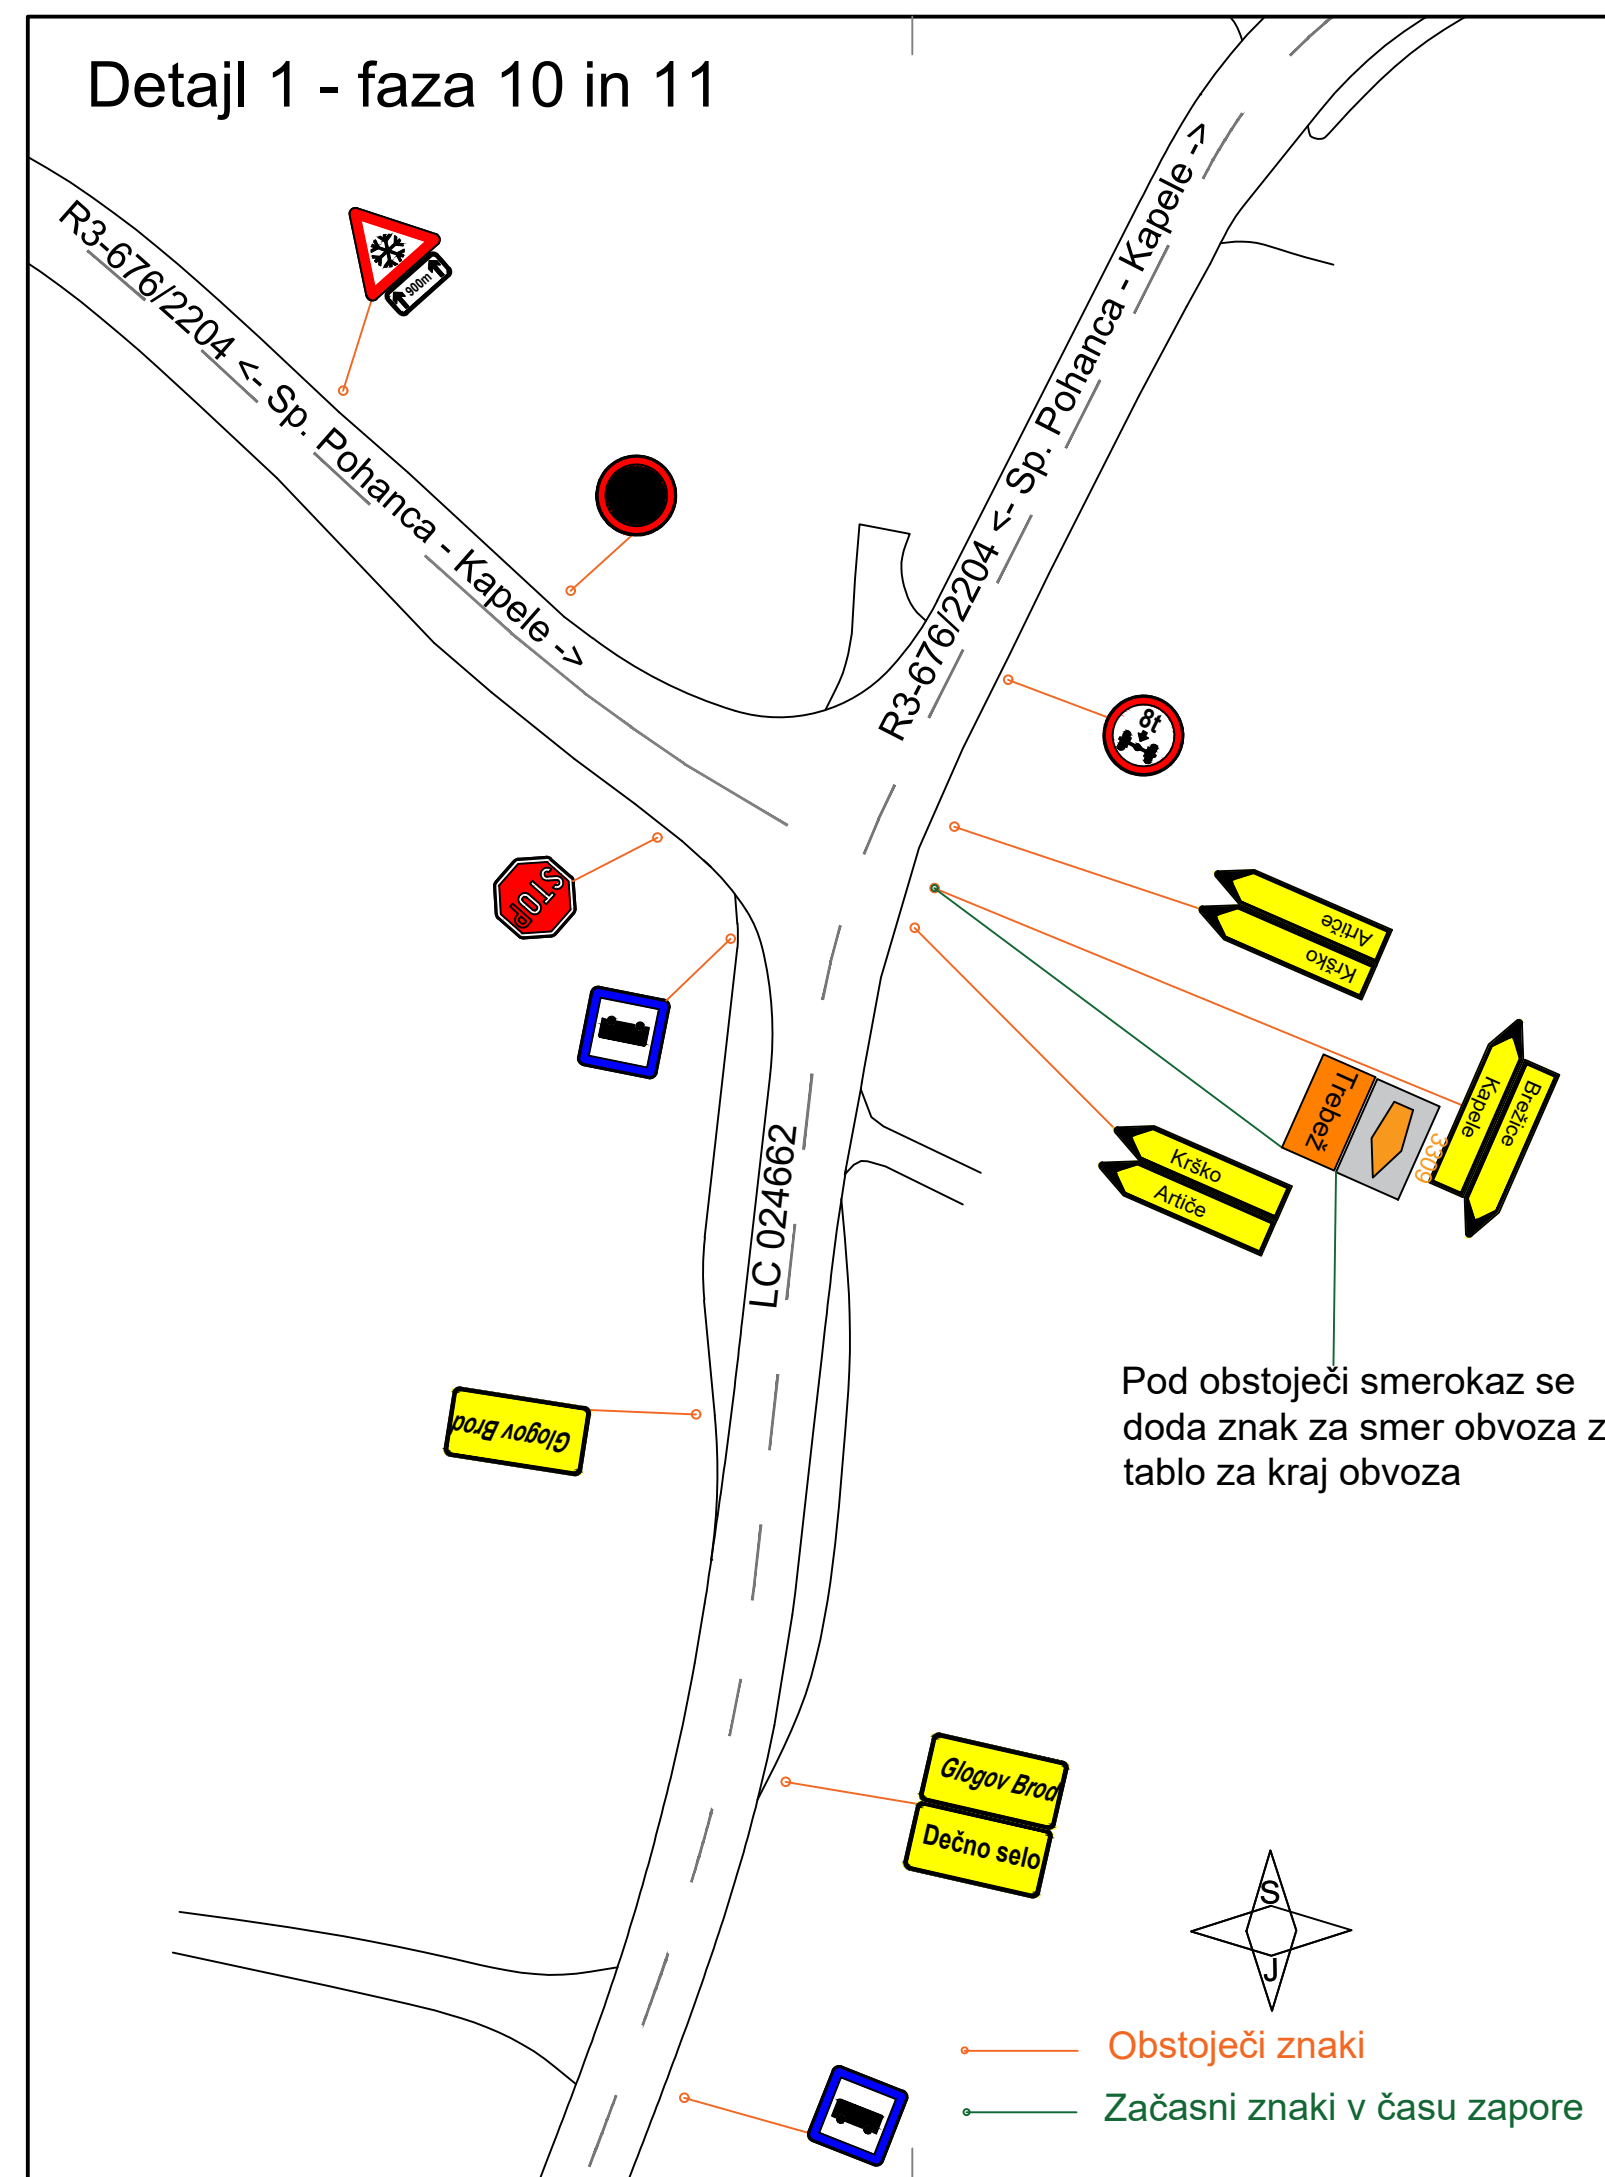 Detajl 1 - faza 10 in 11
R3-676/2204 <- Sp. Pohanca - Kapele ->
R3-676/2204 <- Sp. Pohanca - Kapele ->
900m
8t
STOP
Artiče
Krško
Kapele
Brežice
Trebež
3309
Krško
Artiče
LC 024662
Pod obstoječi smerokaz se
doda znak za smer obvoza z
tablo za kraj obvoza
Glogov Brod
Glogov Brod
Dečno selo
S
J
Obstoječi znaki
Začasni znaki v času zapore